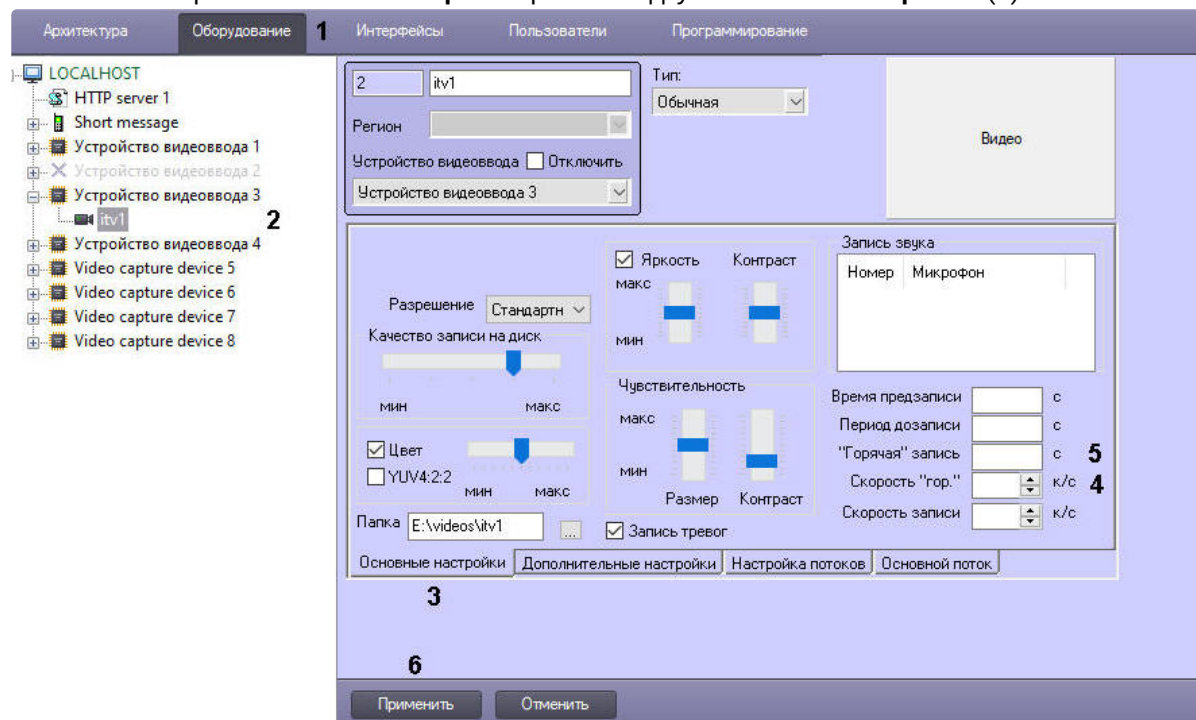 Архитектура Оборудование 1 Интерфейсы Пользователи Программирование
LOCALHOST
HTTP server 1
Short message
Устройство видеоввода 1
Устройство видеоввода 2
Устройство видеоввода 3
itv1 2
Устройство видеоввода 4
Video capture device 5
Video capture device 6
Video capture device 7
Video capture device 8
2 itv1
Регион
Устройство видеоввода Отключить
Устройство видеоввода 3
Тип:
Обычная
Видео
Разрешение Стандартн
Качество записи на диск
мин макс
Цвет
YUV4:2:2
мин макс
Папка E:\videos\itv1 ...
Яркость Контраст
макс
мин
Чувствительность
макс
мин
Размер Контраст
Запись тревог
Запись звука
Номер Микрофон
Время предзаписи с
Период дозаписи с
"Горячая" запись с 5
Скорость "гор." к/с 4
Скорость записи к/с
Основные настройки Дополнительные настройки Настройка потоков Основной поток
3
6
Применить Отменить